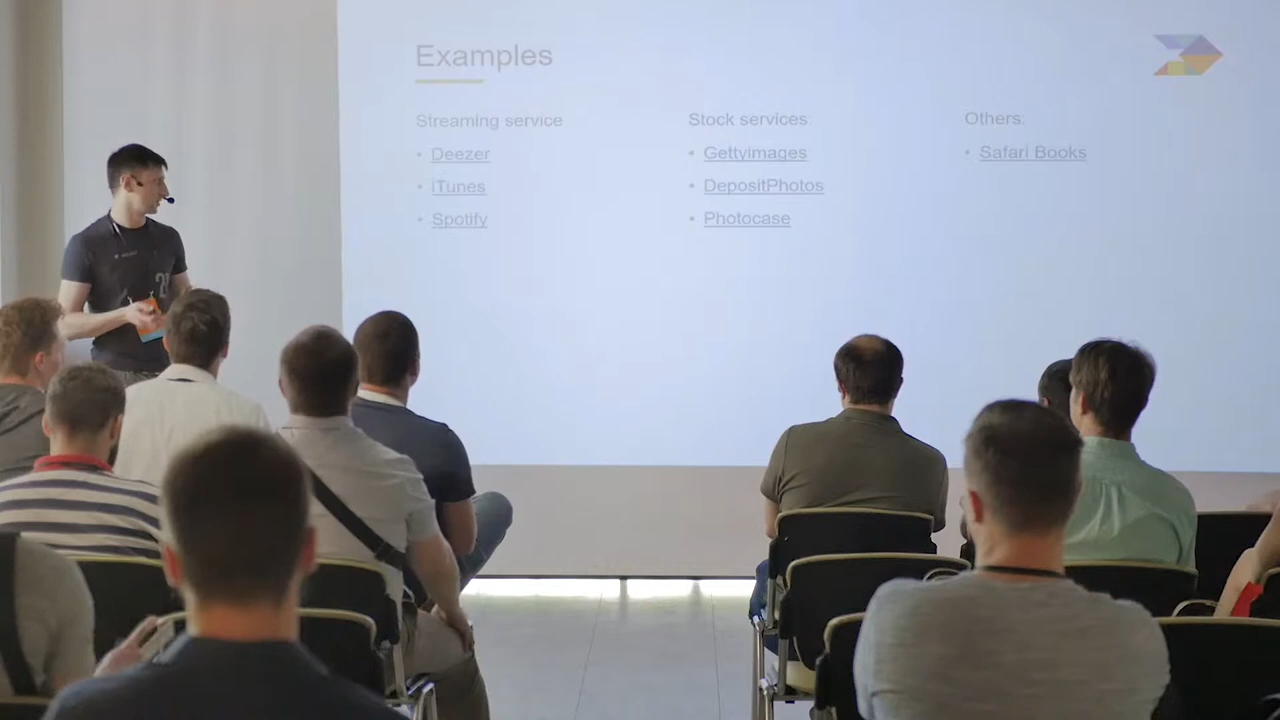 Examples
Streaming service
• Deezer
• iTunes
• Spotify
Stock services:
• Gettyimages
• DepositPhotos
• Photocase
Others:
• Safari Books